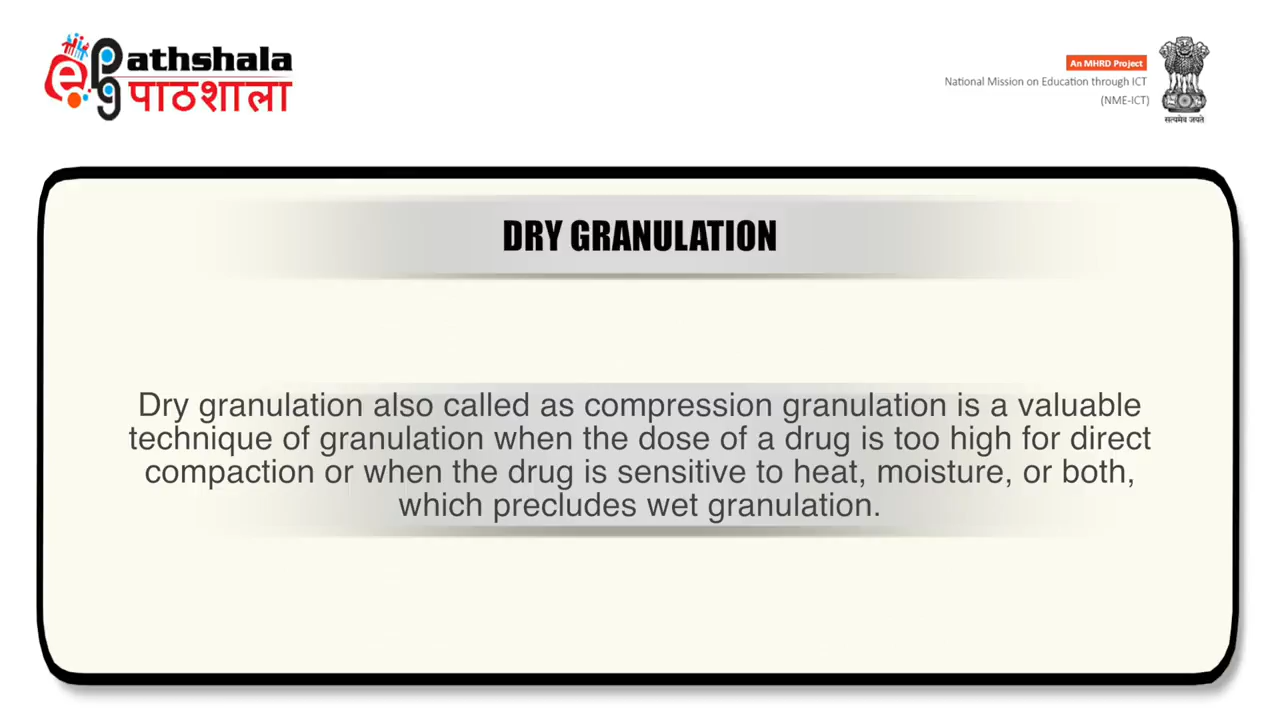 e pg Pathshala
पाठशाला
An MHRD Project
National Mission on Education through ICT
(NME-ICT)
सत्यमेव जयते
DRY GRANULATION
Dry granulation also called as compression granulation is a valuable
technique of granulation when the dose of a drug is too high for direct
compaction or when the drug is sensitive to heat, moisture, or both,
which precludes wet granulation.